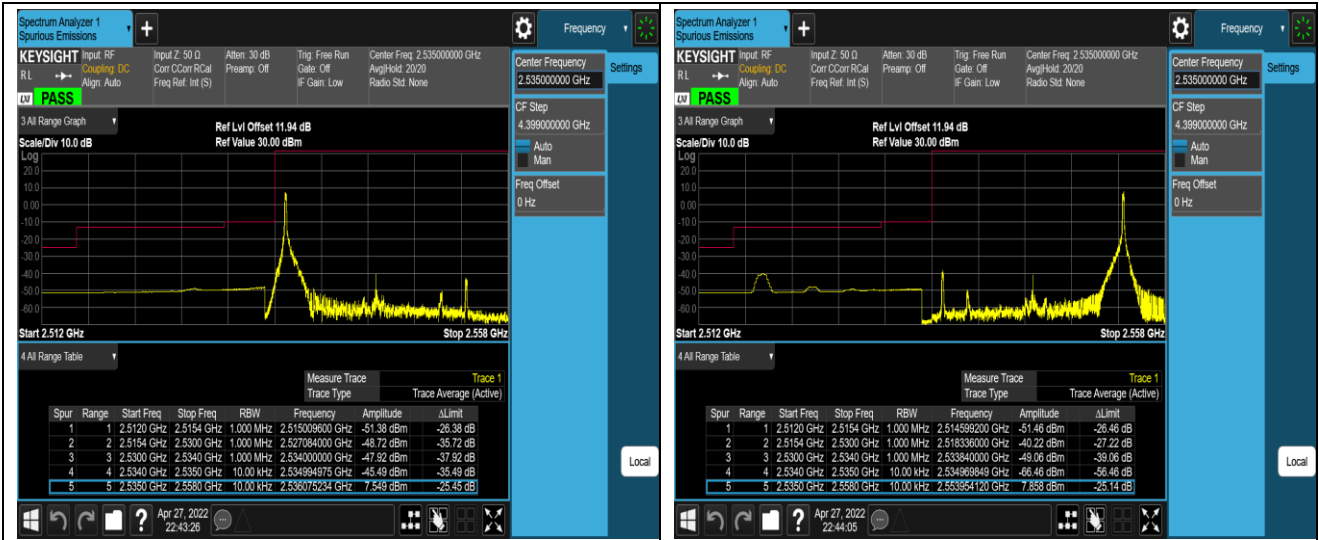 Spectrum Analyzer 1
Spurious Emissions
Frequency
KEYSIGHT Input: RF Input Z: 50 Ω Atten: 30 dB Trig: Free Run Center Freq: 2.535000000 GHz
Coupling: DC Corr CCorr RCal Preamp: Off Gate: Off Avg|Hold: 20/20
RL Align: Auto Freq Ref: Int (S) IF Gain: Low Radio Std: None
PASS
Center Frequency
2.535000000 GHz
Settings
CF Step
4.399000000 GHz
Auto
Man
Freq Offset
0 Hz
3 All Range Graph
Ref Lvl Offset 11.94 dB
Scale/Div 10.0 dB Ref Value 30.00 dBm
Log
20.0
10.0
0.00
-10.0
-20.0
-30.0
-40.0
-50.0
-60.0
Start 2.512 GHz Stop 2.558 GHz
4 All Range Table
Measure Trace Trace 1
Trace Type Trace Average (Active)
Spur Range Start Freq Stop Freq RBW Frequency Amplitude ΔLimit
1 1 2.5120 GHz 2.5154 GHz 1.000 MHz 2.515009600 GHz -51.38 dBm -26.38 dB
2 2 2.5154 GHz 2.5300 GHz 1.000 MHz 2.527084000 GHz -48.72 dBm -35.72 dB
3 3 2.5300 GHz 2.5340 GHz 1.000 MHz 2.534000000 GHz -47.92 dBm -37.92 dB
4 4 2.5340 GHz 2.5350 GHz 10.00 kHz 2.534994975 GHz -45.49 dBm -35.49 dB
5 5 2.5350 GHz 2.5580 GHz 10.00 kHz 2.536075234 GHz 7.549 dBm -25.45 dB
Local
Apr 27, 2022
22:43:26
Spectrum Analyzer 1
Spurious Emissions
Frequency
KEYSIGHT Input: RF Input Z: 50 Ω Atten: 30 dB Trig: Free Run Center Freq: 2.535000000 GHz
Coupling: DC Corr CCorr RCal Preamp: Off Gate: Off Avg|Hold: 20/20
RL Align: Auto Freq Ref: Int (S) IF Gain: Low Radio Std: None
PASS
Center Frequency
2.535000000 GHz
Settings
CF Step
4.399000000 GHz
Auto
Man
Freq Offset
0 Hz
3 All Range Graph
Ref Lvl Offset 11.94 dB
Scale/Div 10.0 dB Ref Value 30.00 dBm
Log
20.0
10.0
0.00
-10.0
-20.0
-30.0
-40.0
-50.0
-60.0
Start 2.512 GHz Stop 2.558 GHz
4 All Range Table
Measure Trace Trace 1
Trace Type Trace Average (Active)
Spur Range Start Freq Stop Freq RBW Frequency Amplitude ΔLimit
1 1 2.5120 GHz 2.5154 GHz 1.000 MHz 2.514599200 GHz -51.46 dBm -26.46 dB
2 2 2.5154 GHz 2.5300 GHz 1.000 MHz 2.518336000 GHz -40.22 dBm -27.22 dB
3 3 2.5300 GHz 2.5340 GHz 1.000 MHz 2.533840000 GHz -49.06 dBm -39.06 dB
4 4 2.5340 GHz 2.5350 GHz 10.00 kHz 2.534969849 GHz -66.46 dBm -56.46 dB
5 5 2.5350 GHz 2.5580 GHz 10.00 kHz 2.553954120 GHz 7.858 dBm -25.14 dB
Local
Apr 27, 2022
22:44:05